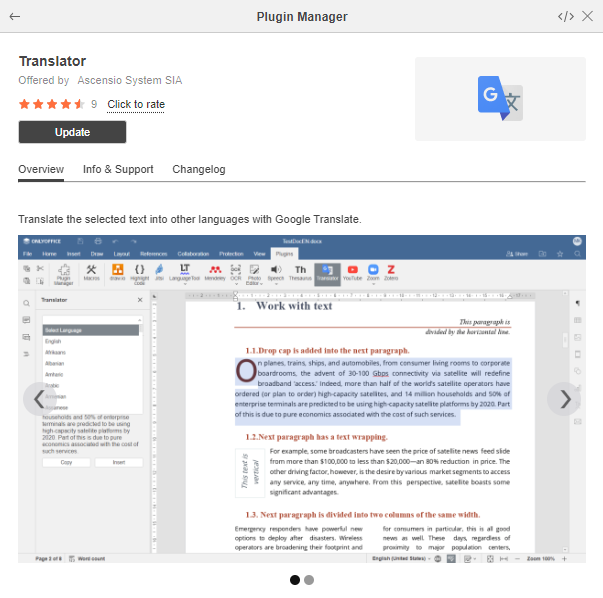 Plugin Manager
</>
Translator
Offered by Ascensio System SIA
9 Click to rate
Update
Overview Info & Support Changelog
Translate the selected text into other languages with Google Translate.
ONLYOFFICE
TestDocEN.docx
File Home Insert Draw Layout References Collaboration Protection View Plugins
Share
Plugin Manager
Macros
Draw.io
Highlight code
Jitsi
LanguageTool
Mendeley
OCR
Photo Editor
Speech
Thesaurus
Translator
YouTube
Zoom
Zotero
Translator
Select Language
English
Afrikaans
Albanian
Amharic
Arabic
Armenian
households and 50% of enterprise
terminals are predicted to be using
high-capacity satellite platforms by
2020. Part of this is due to pure
economics associated with the cost of
such services
Copy Insert
1. Work with text
This paragraph is
divided by the horizontal line.
1.1.Drop cap is added into the next paragraph.
On planes, trains, ships, and automobiles, from consumer living rooms to corporate
boardrooms, the advent of 30-100 Gbps connectivity via satellite will redefine
broadband 'access.' Indeed, more than half of the world's satellite operators have
ordered (or plan to order) high-capacity satellites, and 14 million households and 50% of
enterprise terminals are predicted to be using high-capacity satellite platforms by 2020. Part
of this is due to pure economics associated with the cost of such services.
1.2.Next paragraph has a text wrapping.
This text is
vertical
For example, some broadcasters have seen the price of satellite news feed slide
from more than $100,000 to less than $20,000—an 80% reduction in price. The
other driving factor, however, is the desire by various market segments to access
any service, any time, anywhere. From this perspective, satellite boasts some
significant advantages.
1.3. Next paragraph is divided into two columns of the same width.
Emergency responders have powerful new
options to deploy after disasters. Wireless
operators are broadening their footprint and
for consumers in particular, this is all good
news as well. These days, regardless of
proximity to major population centers,
Page 2 of 8 Word count
English (United States)
Zoom 100%